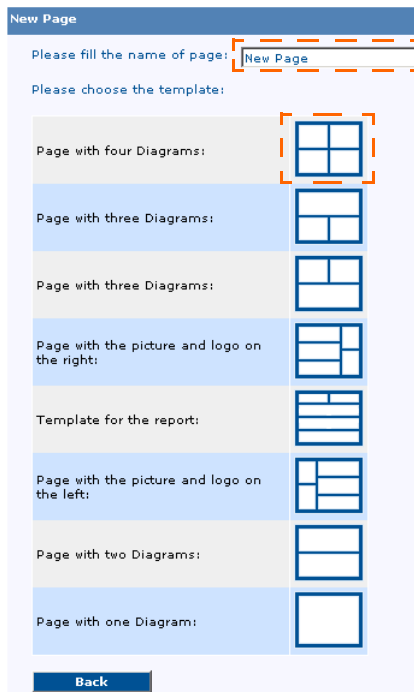 New Page
Please fill the name of page:
New Page
Please choose the template:
Page with four Diagrams:
Page with three Diagrams:
Page with three Diagrams:
Page with the picture and logo on
the right:
Template for the report:
Page with the picture and logo on
the left:
Page with two Diagrams:
Page with one Diagram:
Back